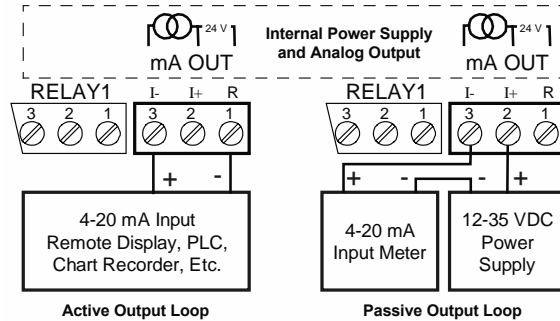 24 V
24 V
Internal Power Supply
and Analog Output
mA OUT
mA OUT
RELAY1
I- I+ R
3 2 1
3 2 1
RELAY1
I- I+ R
3 2 1
3 2 1
+ -
+ - - +
4-20 mA Input
Remote Display, PLC,
Chart Recorder, Etc.
4-20 mA
Input Meter
12-35 VDC
Power
Supply
Active Output Loop
Passive Output Loop